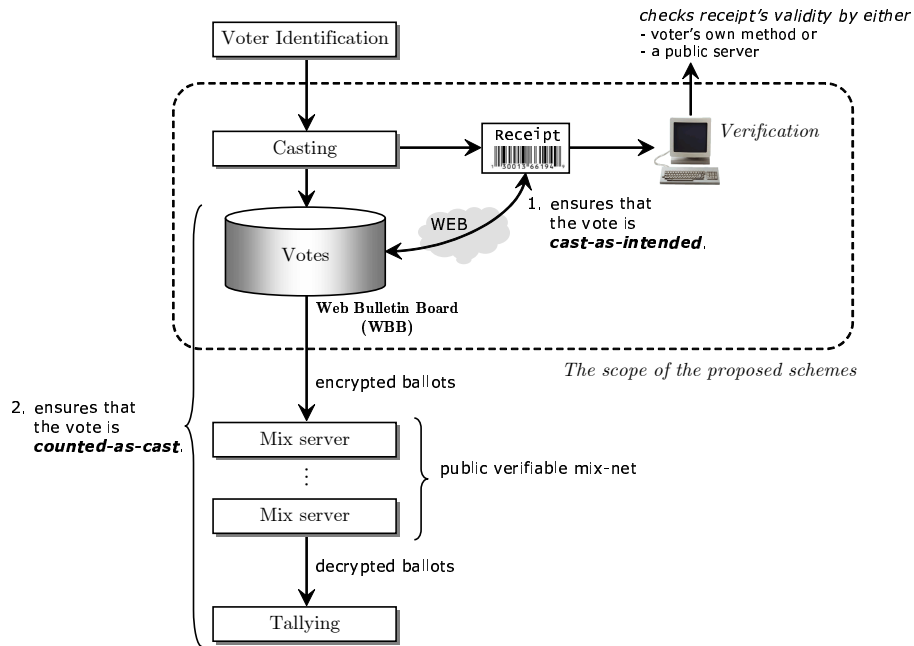 Voter Identification
checks receipt's validity by either
- voter's own method or
- a public server
Casting
Receipt
Verification
1. ensures that
the vote is
cast-as-intended.
WEB
Votes
Web Bulletin Board
(WBB)
The scope of the proposed schemes
encrypted ballots
2. ensures that
the vote is
counted-as-cast.
Mix server
⋮
public verifiable mix-net
Mix server
decrypted ballots
Tallying